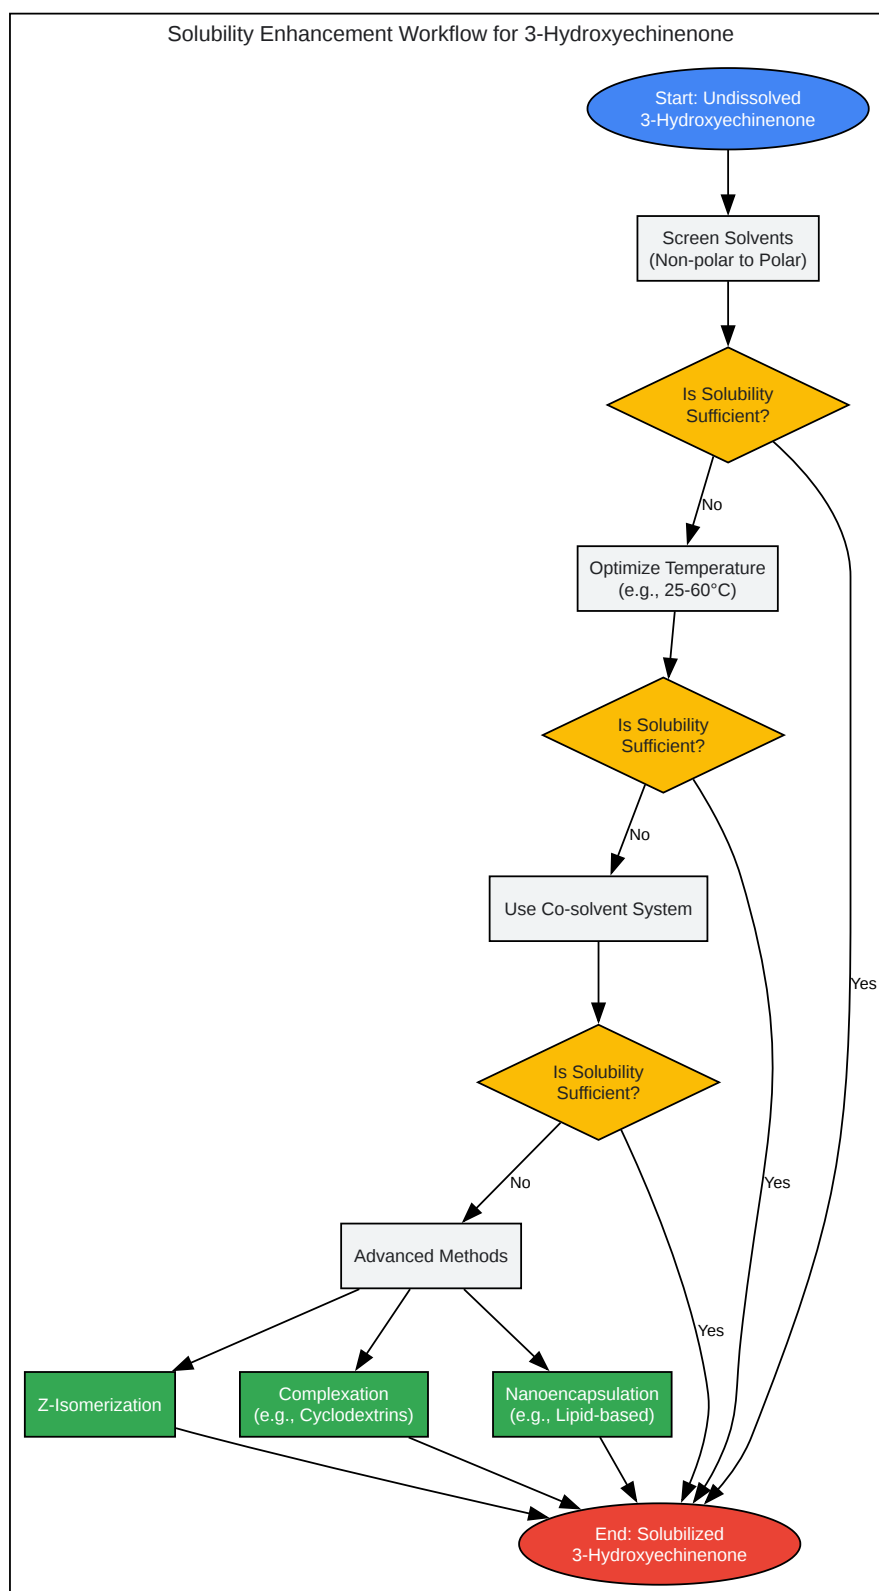 Solubility Enhancement Workflow for 3-Hydroxyechinenone
Start: Undissolved
3-Hydroxyechinenone
Screen Solvents
(Non-polar to Polar)
Is Solubility
Sufficient?
No
Optimize Temperature
(e.g., 25-60°C)
Is Solubility
Sufficient?
No
Use Co-solvent System
Yes
Is Solubility
Sufficient?
No
Yes
Advanced Methods
Yes
Z-Isomerization
Complexation
(e.g., Cyclodextrins)
Nanoencapsulation
(e.g., Lipid-based)
End: Solubilized
3-Hydroxyechinenone